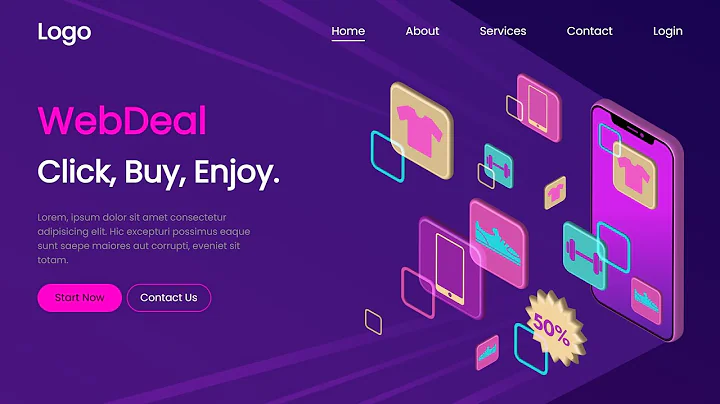 Logo
Home
About
Services
Contact
Login
WebDeal
Click, Buy, Enjoy.
Lorem, ipsum dolor sit amet consectetur
adipisicing elit. Hic excepturi possimus eaque
sunt saepe maiores aut corrupti, eveniet sit
totam.
Start Now
Contact Us
50%